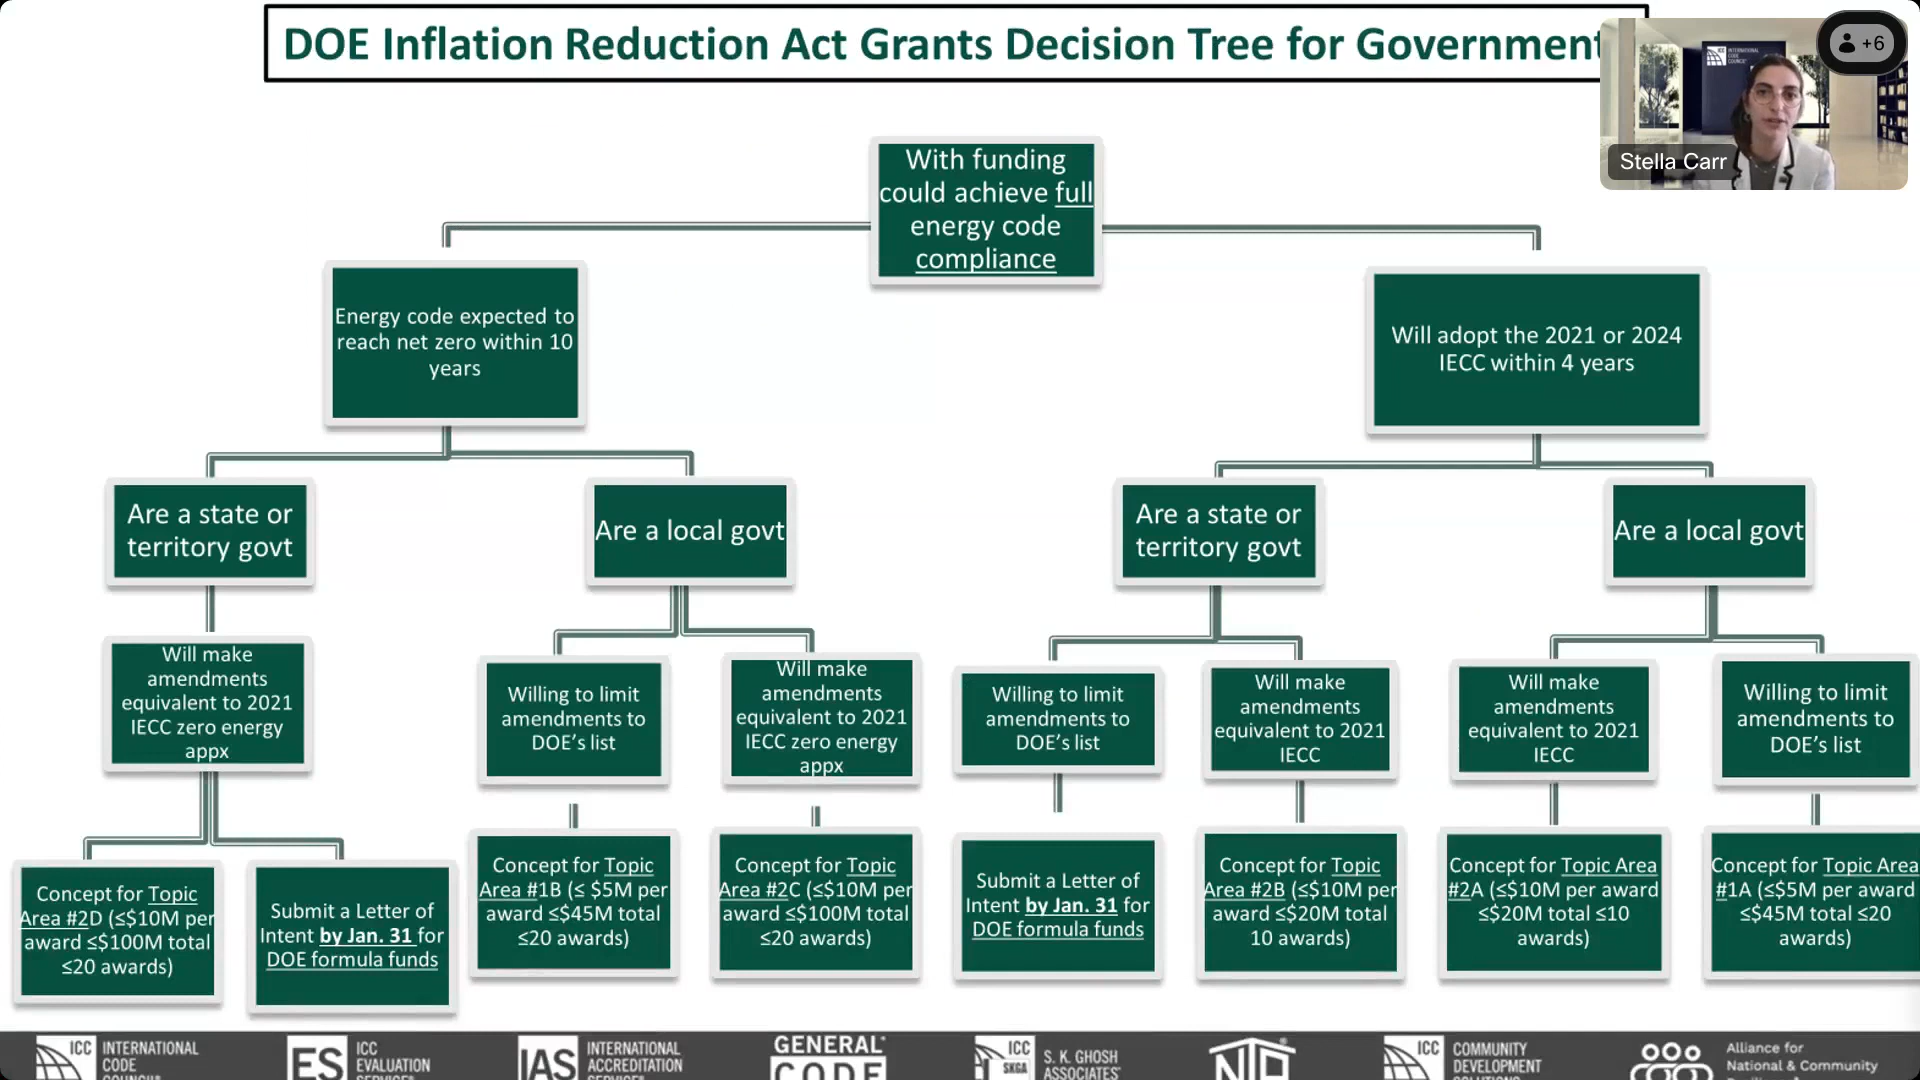 DOE Inflation Reduction Act Grants Decision Tree for Government
+6
INTERNATIONAL
CODE
COUNCIL
Stella Carr
With funding
could achieve full
energy code
compliance
Energy code expected to
reach net zero within 10
years
Will adopt the 2021 or 2024
IECC within 4 years
Are a state or
territory govt
Are a local govt
Are a state or
territory govt
Are a local govt
Will make
amendments
equivalent to 2021
IECC zero energy
appx
Willing to limit
amendments to
DOE’s list
Will make
amendments
equivalent to 2021
IECC zero energy
appx
Willing to limit
amendments to
DOE’s list
Will make
amendments
equivalent to 2021
IECC
Will make
amendments
equivalent to 2021
IECC
Willing to limit
amendments to
DOE’s list
Concept for Topic
Area #2D (≤$10M per
award ≤$100M total
≤20 awards)
Submit a Letter of
Intent by Jan. 31 for
DOE formula funds
Concept for Topic
Area #1B (≤ $5M per
award ≤$45M total
≤20 awards)
Concept for Topic
Area #2C (≤$10M per
award ≤$100M total
≤20 awards)
Submit a Letter of
Intent by Jan. 31 for
DOE formula funds
Concept for Topic
Area #2B (≤$10M per
award ≤$20M total
10 awards)
Concept for Topic Area
#2A (≤$10M per award
≤$20M total ≤10
awards)
Concept for Topic Area
#1A (≤$5M per award
≤$45M total ≤20
awards)
ICC INTERNATIONAL
CODE
COUNCIL®
ES ICC
EVALUATION
SERVICE®
IAS INTERNATIONAL
ACCREDITATION
SERVICE®
GENERAL
CODE
ICC
SKGA
S. K. GHOSH
ASSOCIATES
NTA
ICC COMMUNITY
DEVELOPMENT
SOLUTIONS
Alliance for
National & Community